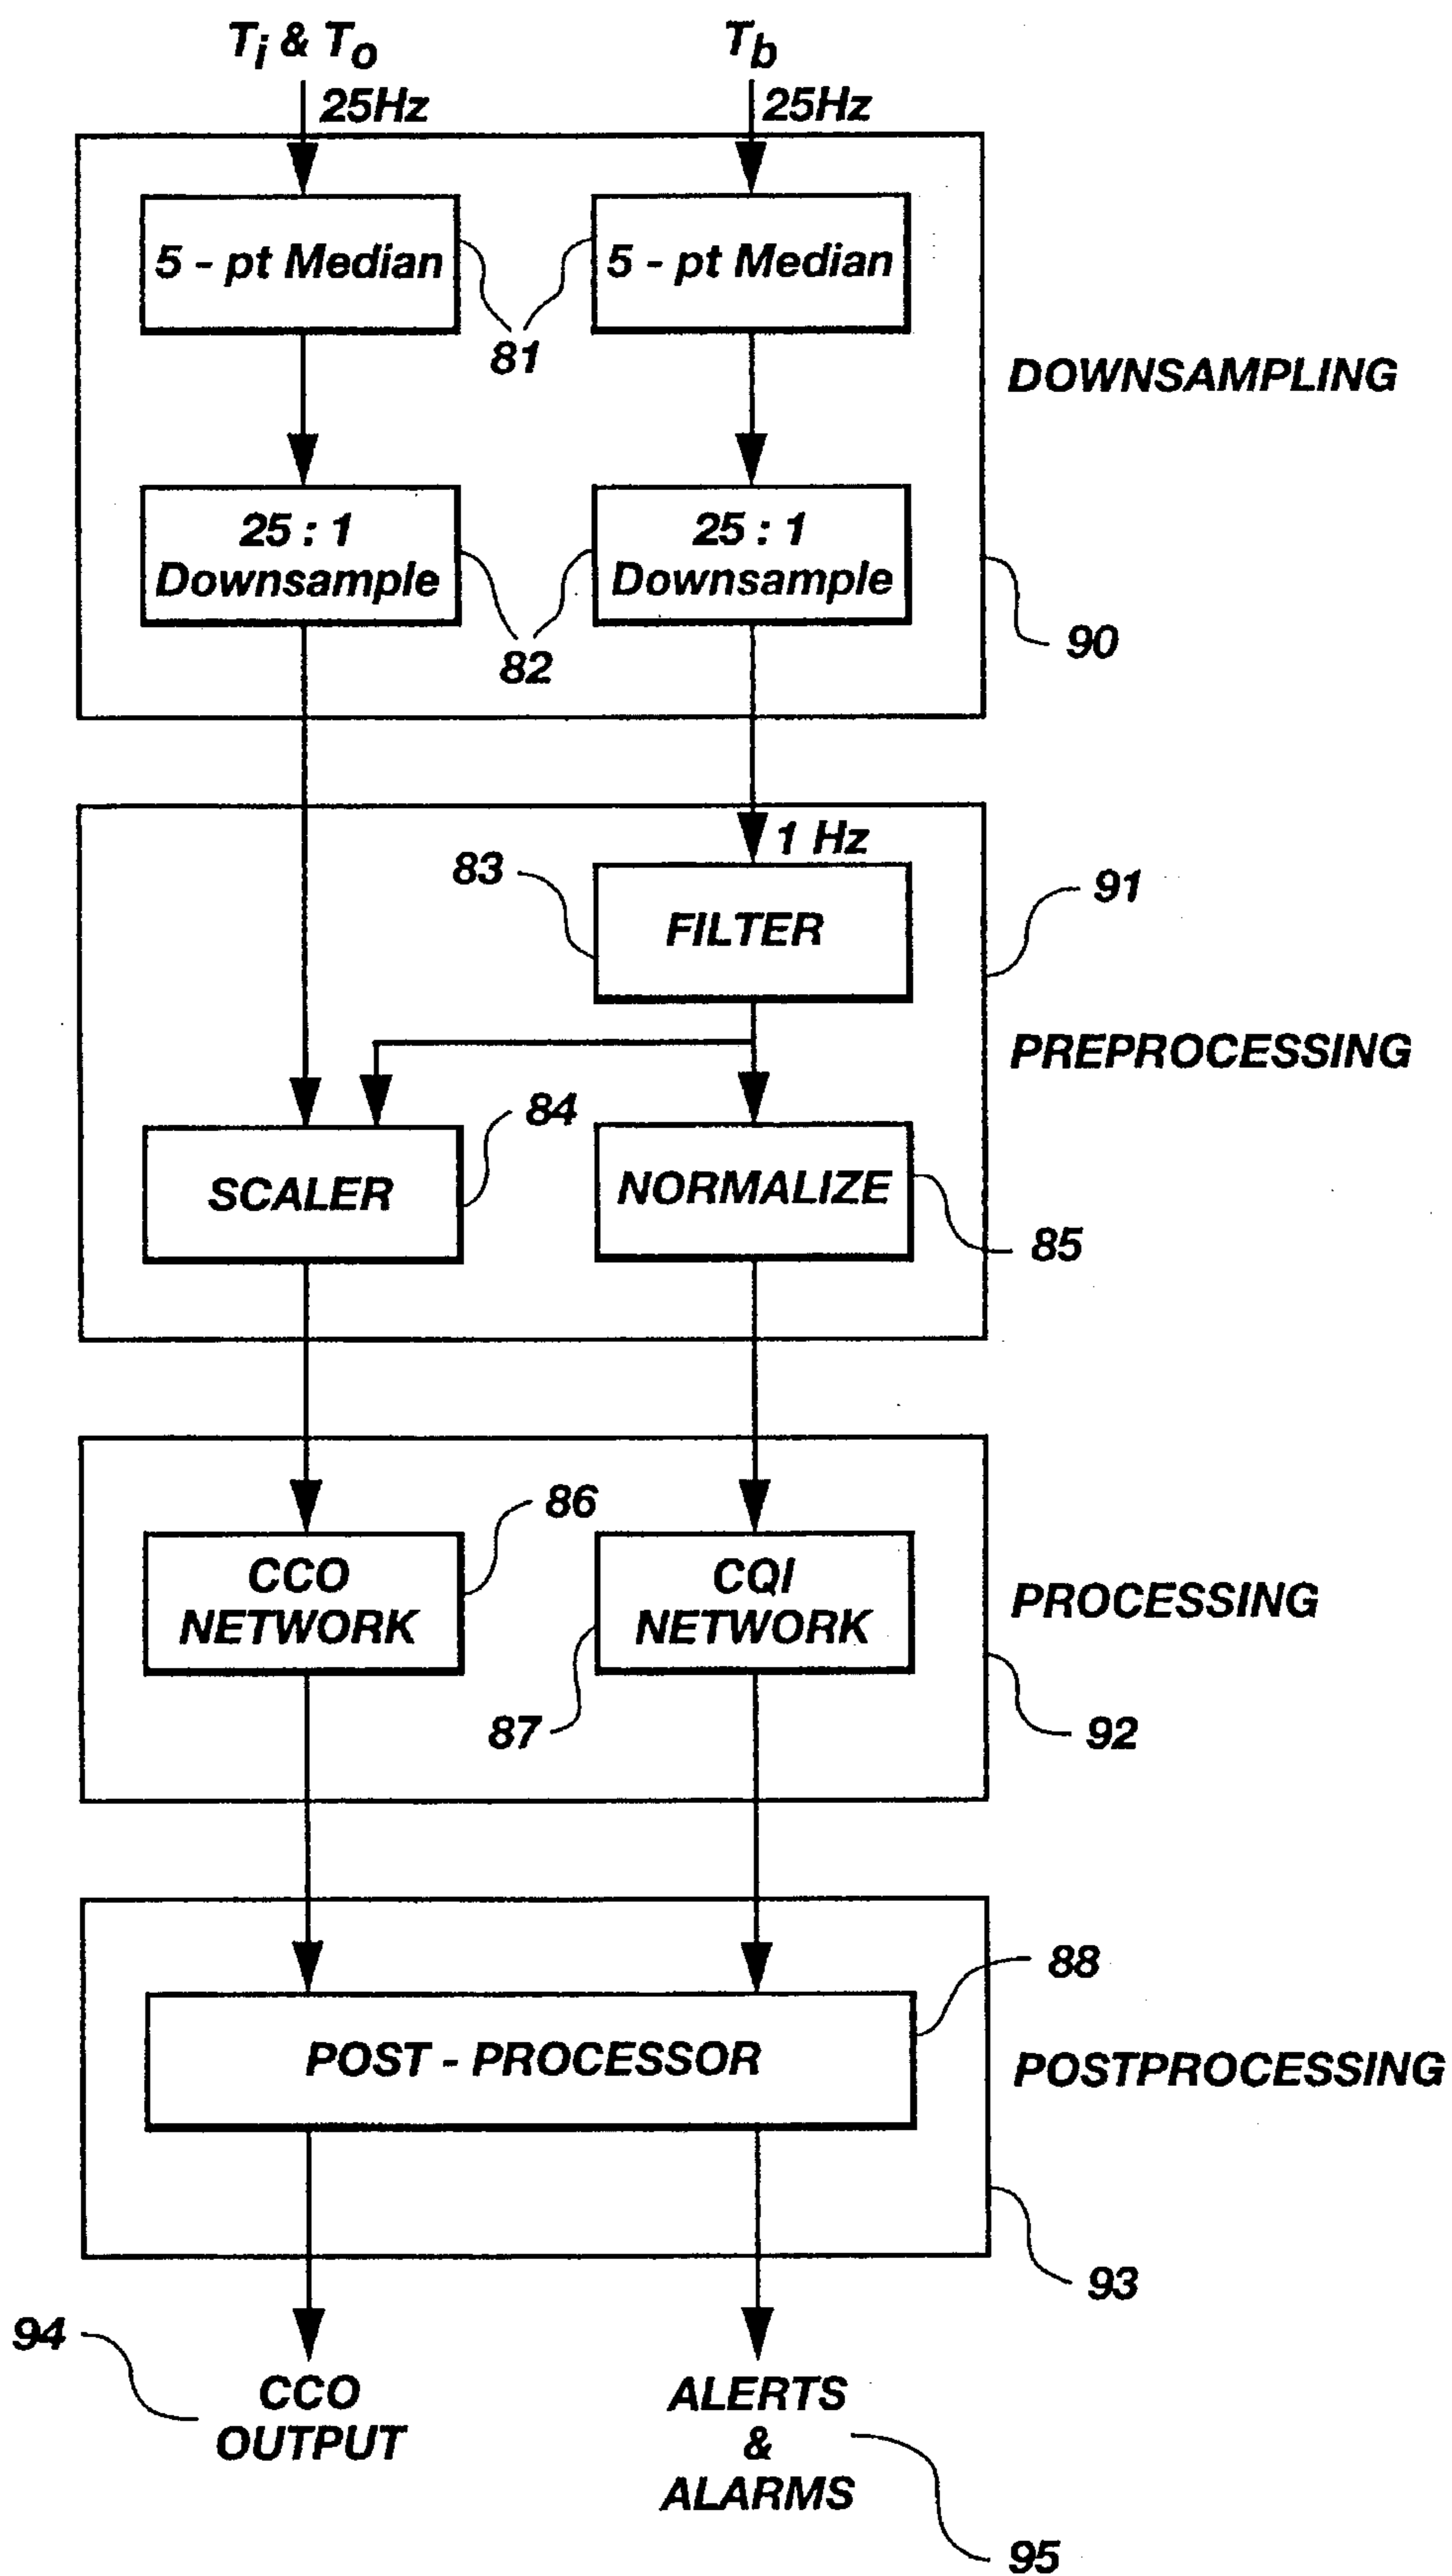 Ti & To
Tb
25Hz
25Hz
5 - pt Median
5 - pt Median
81
DOWNSAMPLING
25 : 1
Downsample
25 : 1
Downsample
82
90
1 Hz
83
FILTER
91
PREPROCESSING
84
SCALER
NORMALIZE
85
86
CCO
NETWORK
CQI
NETWORK
PROCESSING
87
92
88
POST - PROCESSOR
POSTPROCESSING
93
94
CCO
OUTPUT
ALERTS
&
ALARMS
95